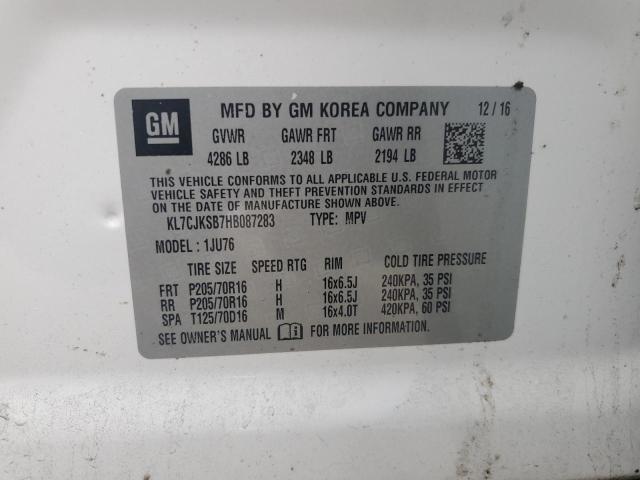 GM
MFD BY GM KOREA COMPANY 12/16
GVWR GAWR FRT GAWR RR
4286 LB 2348 LB 2194 LB
THIS VEHICLE CONFORMS TO ALL APPLICABLE U.S. FEDERAL MOTOR
VEHICLE SAFETY AND THEFT PREVENTION STANDARDS IN EFFECT
ON THE DATE OF MANUFACTURE SHOWN ABOVE.
KL7CJKSB7HB087283 TYPE: MPV
MODEL : 1JU76
TIRE SIZE SPEED RTG RIM
FRT P205/70R16 H 16x6.5J 240KPA, 35 PSI
RR P205/70R16 H 16x6.5J 240KPA, 35 PSI
SPA T125/70D16 M 16x4.0T 420KPA, 60 PSI
SEE OWNER'S MANUAL FOR MORE INFORMATION